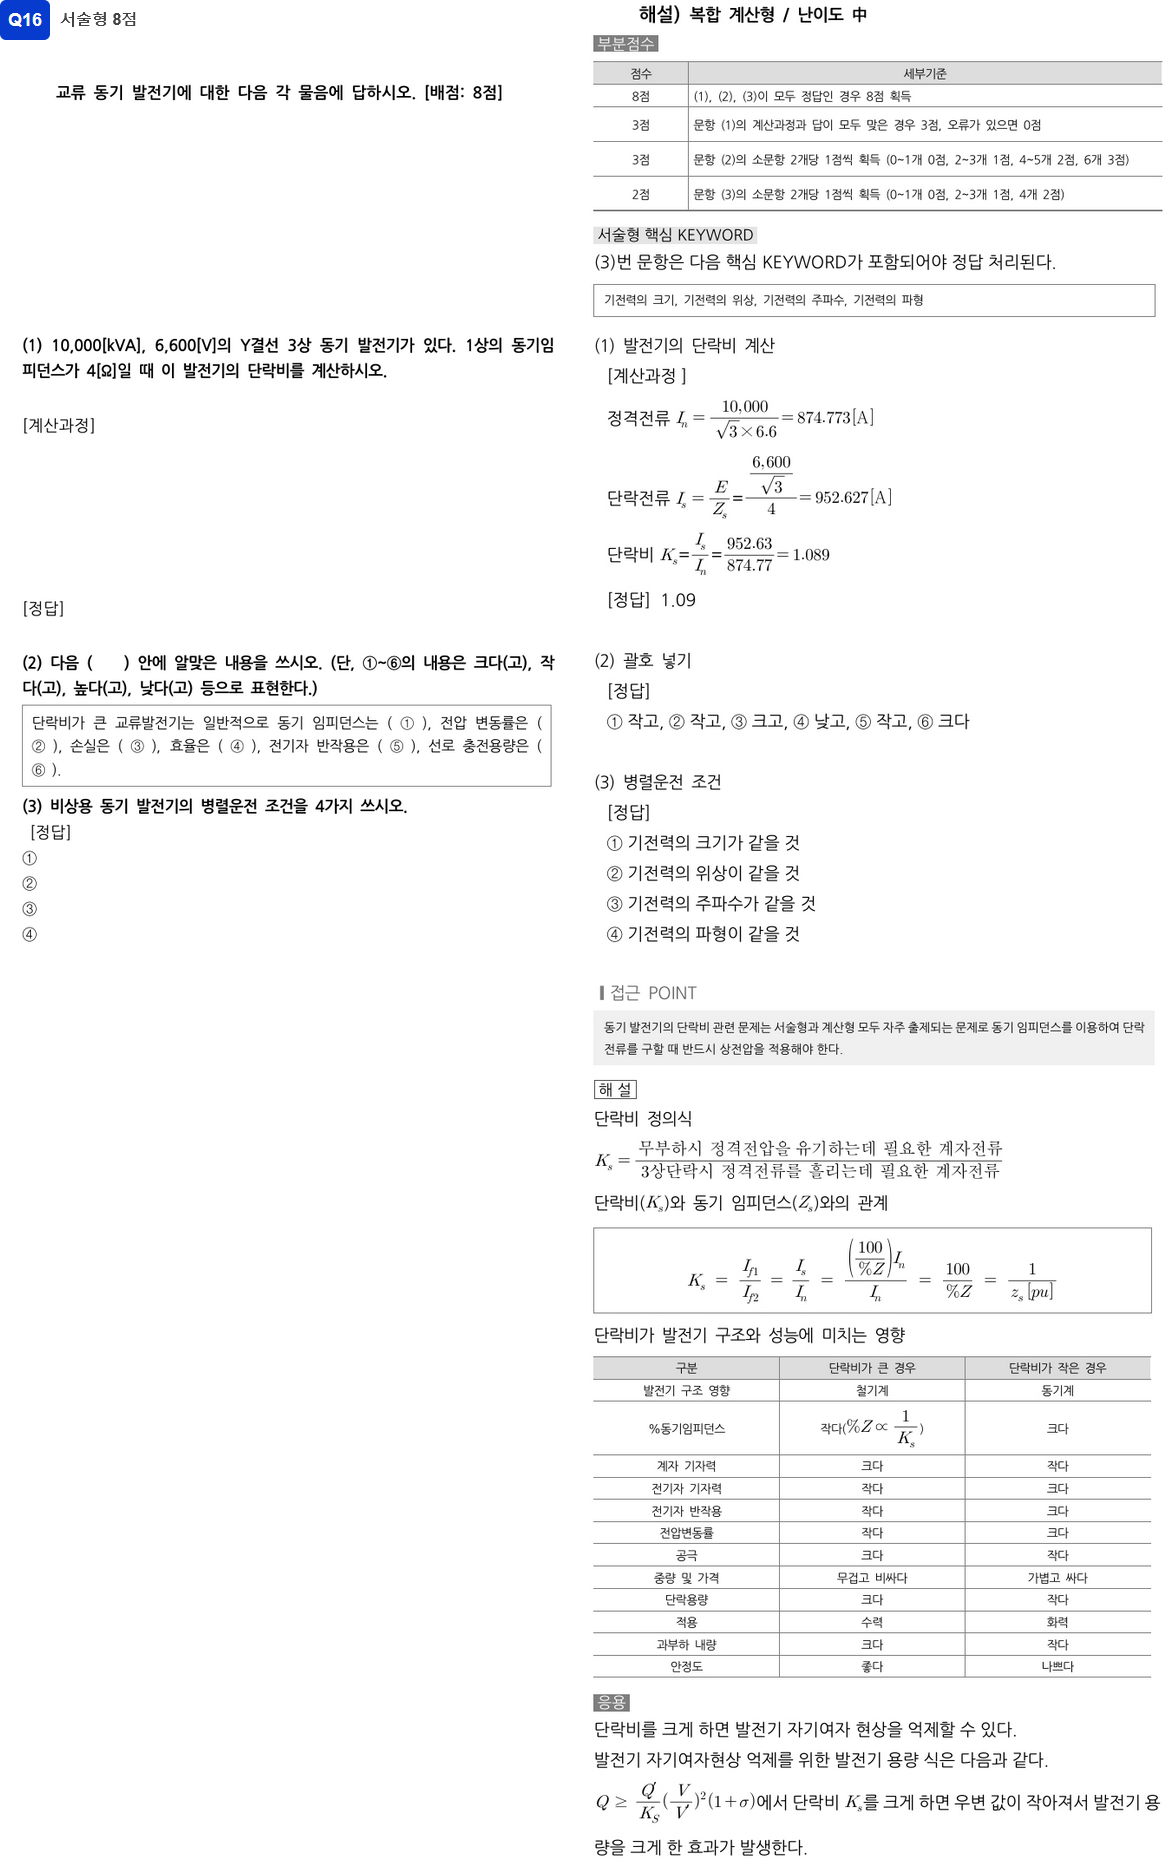 Q16 서술형 8점
교류 동기 발전기에 대한 다음 각 물음에 답하시오. [배점: 8점]
(1) 10,000[kVA], 6,600[V]의 Y결선 3상 동기 발전기가 있다. 1상의 동기임
피던스가 4[Ω]일 때 이 발전기의 단락비를 계산하시오.
[계산과정]
[정답]
(2) 다음 ( ) 안에 알맞은 내용을 쓰시오. (단, ①~⑥의 내용은 크다(고), 작
다(고), 높다(고), 낮다(고) 등으로 표현한다.)
단락비가 큰 교류발전기는 일반적으로 동기 임피던스는 ( ① ), 전압 변동률은 (
② ), 손실은 ( ③ ), 효율은 ( ④ ), 전기자 반작용은 ( ⑤ ), 선로 충전용량은 (
⑥ ).
(3) 비상용 동기 발전기의 병렬운전 조건을 4가지 쓰시오.
[정답]
①
②
③
④
해설) 복합 계산형 / 난이도 中
부분점수
점수 세부기준
8점 (1), (2), (3)이 모두 정답인 경우 8점 획득
3점 문항 (1)의 계산과정과 답이 모두 맞은 경우 3점, 오류가 있으면 0점
3점 문항 (2)의 소문항 2개당 1점씩 획득 (0~1개 0점, 2~3개 1점, 4~5개 2점, 6개 3점)
2점 문항 (3)의 소문항 2개당 1점씩 획득 (0~1개 0점, 2~3개 1점, 4개 2점)
서술형 핵심 KEYWORD
(3)번 문항은 다음 핵심 KEYWORD가 포함되어야 정답 처리된다.
기전력의 크기, 기전력의 위상, 기전력의 주파수, 기전력의 파형
(1) 발전기의 단락비 계산
[계산과정 ]
정격전류 I_n = 10,000 / (√3 × 6.6) = 874.773[A]
단락전류 I_s = E / Z_s = (6,600 / √3) / 4 = 952.627[A]
단락비 K_s = I_s / I_n = 952.63 / 874.77 = 1.089
[정답] 1.09
(2) 괄호 넣기
[정답]
① 작고, ② 작고, ③ 크고, ④ 낮고, ⑤ 작고, ⑥ 크다
(3) 병렬운전 조건
[정답]
① 기전력의 크기가 같을 것
② 기전력의 위상이 같을 것
③ 기전력의 주파수가 같을 것
④ 기전력의 파형이 같을 것
접근 POINT
동기 발전기의 단락비 관련 문제는 서술형과 계산형 모두 자주 출제되는 문제로 동기 임피던스를 이용하여 단락
전류를 구할 때 반드시 상전압을 적용해야 한다.
해 설
단락비 정의식
K_s = 무부하시 정격전압을 유기하는데 필요한 계자전류 / 3상단락시 정격전류를 흘리는데 필요한 계자전류
단락비(K_s)와 동기 임피던스(Z_s)와의 관계
K_s = I_f1 / I_f2 = I_s / I_n = (100 / %Z) I_n / I_n = 100 / %Z = 1 / z_s [pu]
단락비가 발전기 구조와 성능에 미치는 영향
구분 단락비가 큰 경우 단락비가 작은 경우
발전기 구조 영향 철기계 동기계
%동기임피던스 작다(%Z ∝ 1 / K_s) 크다
계자 기자력 크다 작다
전기자 기자력 작다 크다
전기자 반작용 작다 크다
전압변동률 작다 크다
공극 크다 작다
중량 및 가격 무겁고 비싸다 가볍고 싸다
단락용량 크다 작다
적용 수력 화력
과부하 내량 크다 작다
안정도 좋다 나쁘다
응용
단락비를 크게 하면 발전기 자기여자 현상을 억제할 수 있다.
발전기 자기여자현상 억제를 위한 발전기 용량 식은 다음과 같다.
Q ≥ Q′ / K_S (V / V′)²(1+σ)에서 단락비 K_s를 크게 하면 우변 값이 작아져서 발전기 용
량을 크게 한 효과가 발생한다.